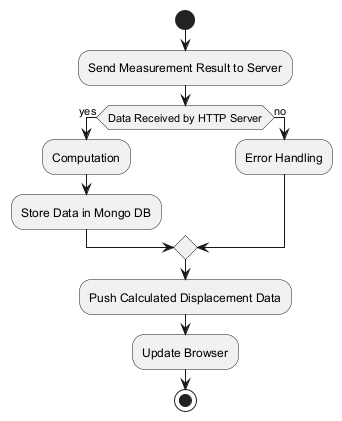 Send Measurement Result to Server
yes
Data Received by HTTP Server
no
Computation
Error Handling
Store Data in Mongo DB
Push Calculated Displacement Data
Update Browser